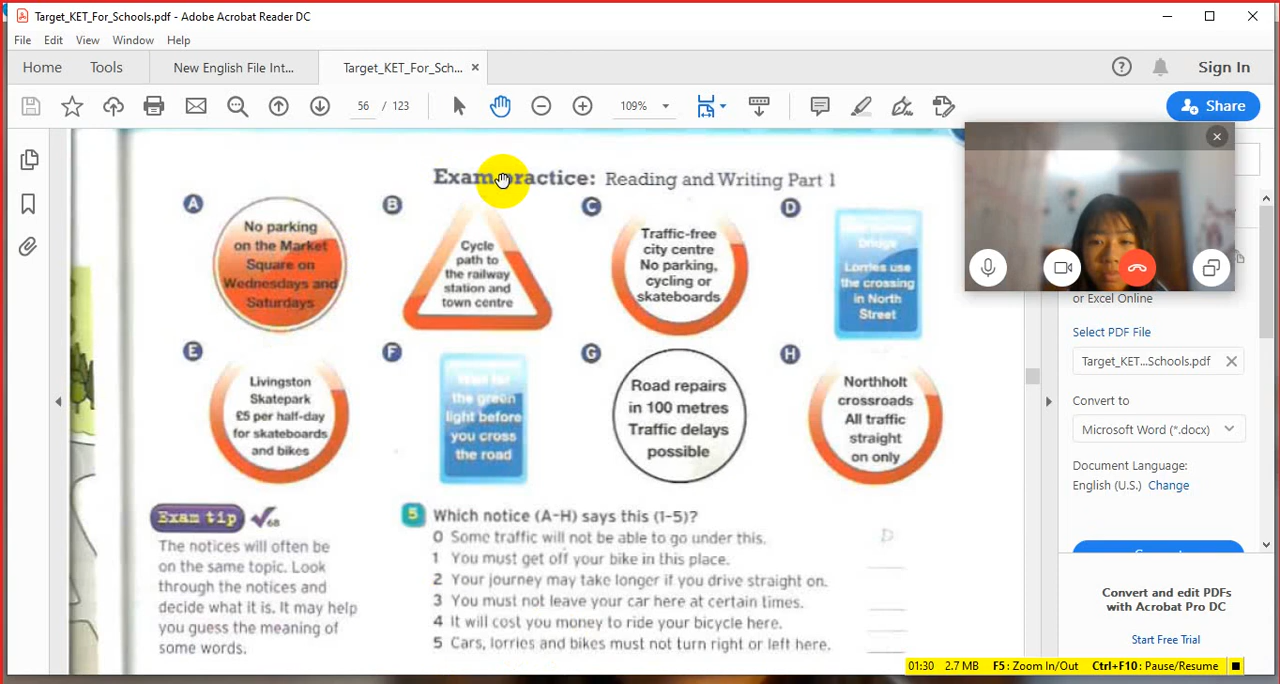 Target_KET_For_Schools.pdf - Adobe Acrobat Reader DC
File Edit View Window Help
Home Tools New English File Int... Target_KET_For_Sch... ×
Sign In
56 / 123 109% Share
Exam practice: Reading and Writing Part 1
A
No parking
on the Market
Square on
Wednesdays and
Saturdays
B
Cycle
path to
the railway
station and
town centre
C
Traffic-free
city centre
No parking,
cycling or
skateboards
D
bridge
Lorries use
the crossing
in North
Street
E
Livingston
Skatepark
£5 per half-day
for skateboards
and bikes
F
Wait for
the green
light before
you cross
the road
G
Road repairs
in 100 metres
Traffic delays
possible
H
Northholt
crossroads
All traffic
straight
on only
Exam tip
The notices will often be
on the same topic. Look
through the notices and
decide what it is. It may help
you guess the meaning of
some words.
5 Which notice (A-H) says this (1-5)?
0 Some traffic will not be able to go under this. D
1 You must get off your bike in this place.
2 Your journey may take longer if you drive straight on.
3 You must not leave your car here at certain times.
4 It will cost you money to ride your bicycle here.
5 Cars, lorries and bikes must not turn right or left here.
or Excel Online
Select PDF File
Target_KET...Schools.pdf
Convert to
Microsoft Word (*.docx)
Document Language:
English (U.S.) Change
Convert and edit PDFs
with Acrobat Pro DC
Start Free Trial
01:30 2.7 MB F5: Zoom In/Out Ctrl+F10: Pause/Resume